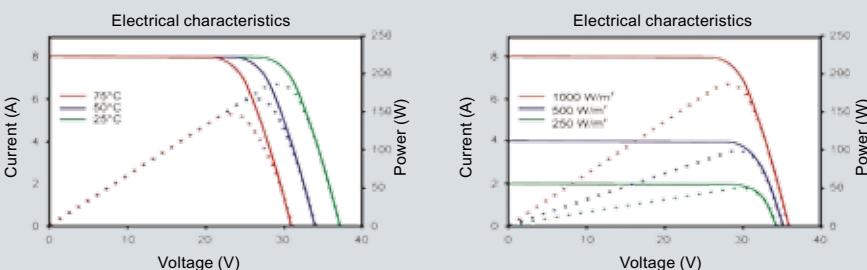 Electrical characteristics
8
6
4
2
0
250
200
150
100
50
0
75°C
50°C
25°C
0
10
20
30
40
Current (A)
Power (W)
Voltage (V)
Electrical characteristics
8
6
4
2
0
250
200
150
100
50
0
1000 W/m²
500 W/m²
250 W/m²
0
10
20
30
40
Current (A)
Power (W)
Voltage (V)